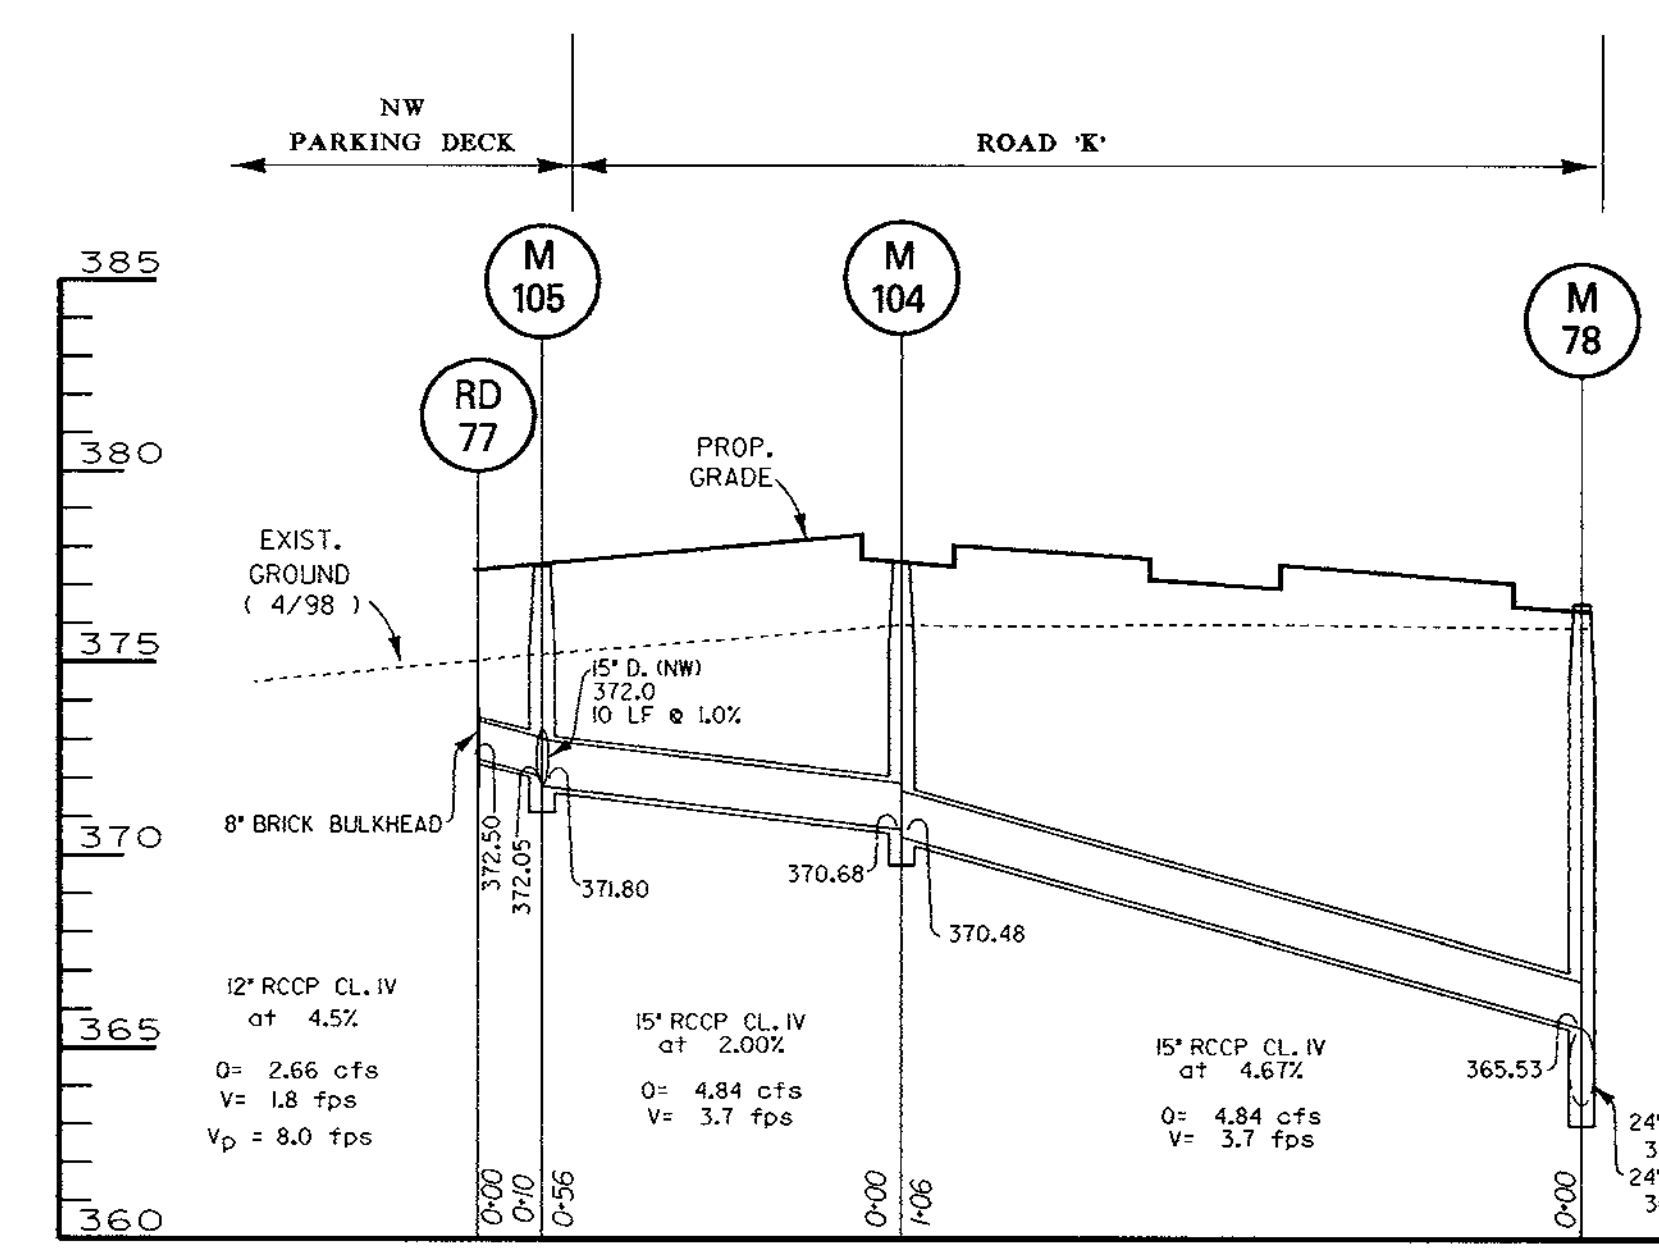 NW
PARKING DECK
ROAD 'K'
M
105
M
104
M
78
RD
77
385
380
375
370
365
360
PROP.
GRADE
EXIST.
GROUND
( 4/98 )
15" D. (NW)
372.0
10 LF @ 1.0%
8" BRICK BULKHEAD
372.50
372.05
371.80
370.68
370.48
365.53
12" RCCP CL. IV
at 4.5%
Q= 2.66 cfs
V= 1.8 fps
Vp = 8.0 fps
15" RCCP CL. IV
at 2.00%
Q= 4.84 cfs
V= 3.7 fps
15" RCCP CL. IV
at 4.67%
Q= 4.84 cfs
V= 3.7 fps
24"
3
24"
3
0+00
0+10
0+56
0+00
1+06
0+00